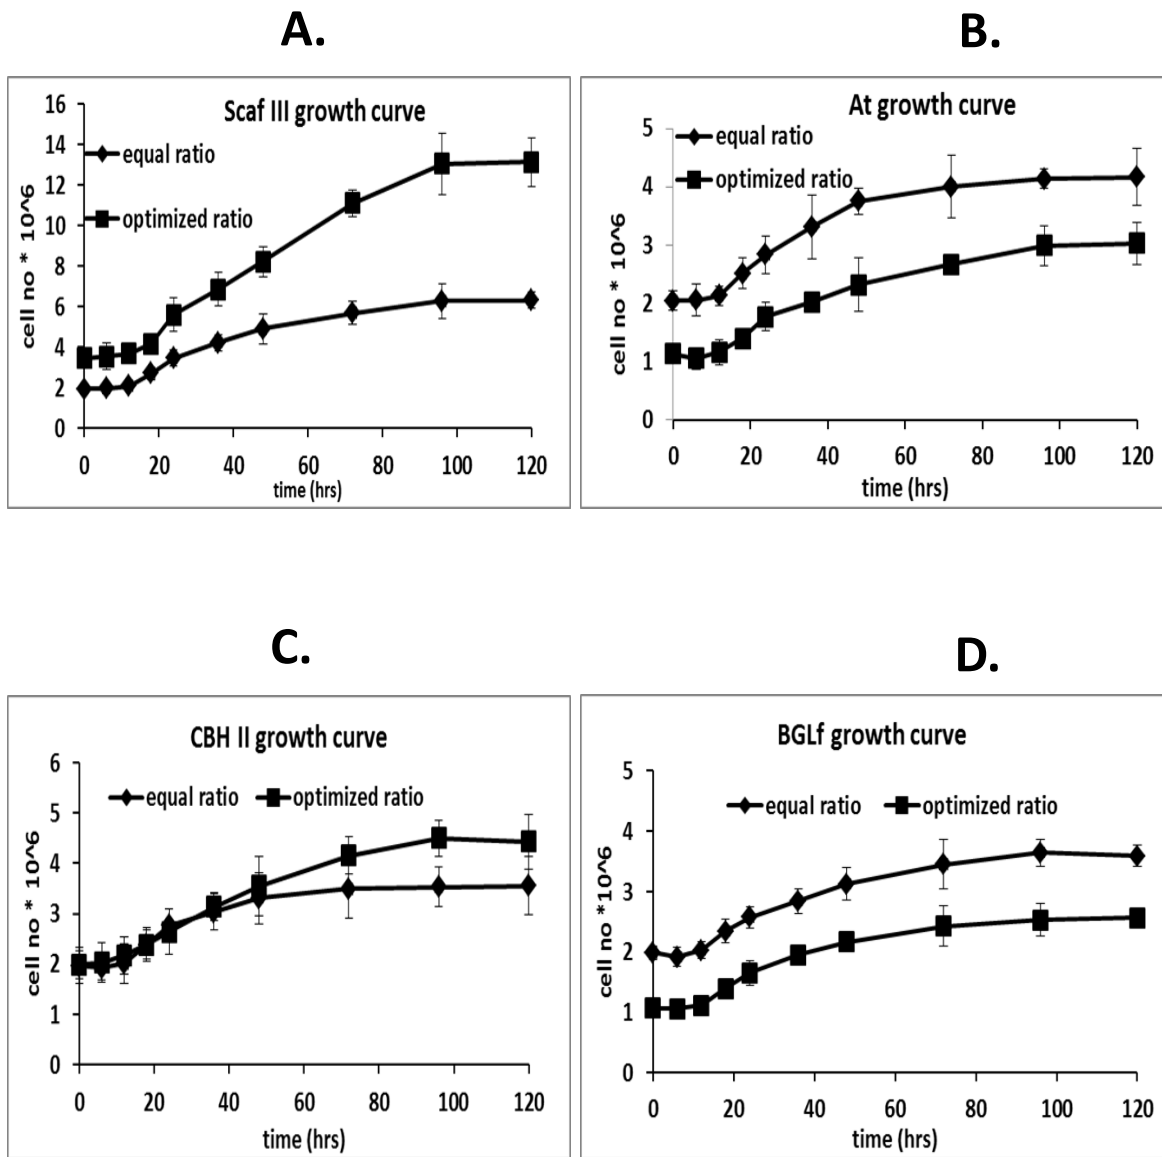 A.
B.
Scaf III growth curve
equal ratio
optimized ratio
cell no * 10^6
16
14
12
10
8
6
4
2
0
0 20 40 60 80 100 120
time (hrs)
At growth curve
equal ratio
optimized ratio
cell no * 10^6
5
4
3
2
1
0
0 20 40 60 80 100 120
time (hrs)
C.
D.
CBH II growth curve
equal ratio optimized ratio
cell no * 10^6
6
5
4
3
2
1
0
0 20 40 60 80 100 120
time (hrs)
BGLf growth curve
equal ratio optimized ratio
cell no *10^6
5
4
3
2
1
0
0 20 40 60 80 100 120
time (hrs)